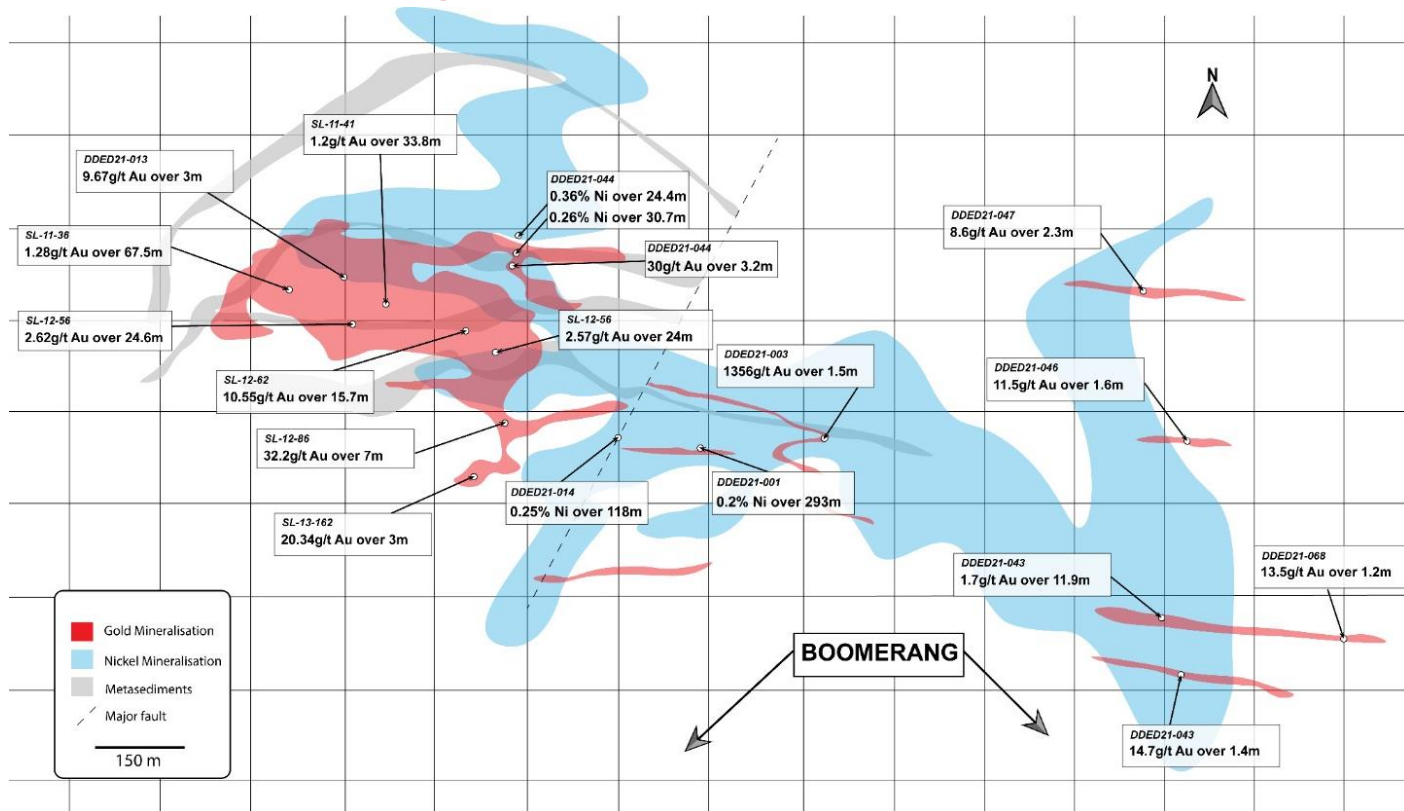 N
SL-11-41
1.2g/t Au over 33.8m
DDED21-013
9.67g/t Au over 3m
DDED21-044
0.36% Ni over 24.4m
0.26% Ni over 30.7m
DDED21-047
8.6g/t Au over 2.3m
SL-11-36
1.28g/t Au over 67.5m
DDED21-044
30g/t Au over 3.2m
SL-12-56
2.62g/t Au over 24.6m
SL-12-56
2.57g/t Au over 24m
DDED21-003
1356g/t Au over 1.5m
DDED21-046
11.5g/t Au over 1.6m
SL-12-62
10.55g/t Au over 15.7m
SL-12-86
32.2g/t Au over 7m
DDED21-014
0.25% Ni over 118m
DDED21-001
0.2% Ni over 293m
SL-13-162
20.34g/t Au over 3m
DDED21-043
1.7g/t Au over 11.9m
DDED21-068
13.5g/t Au over 1.2m
BOOMERANG
DDED21-043
14.7g/t Au over 1.4m
Gold Mineralisation
Nickel Mineralisation
Metasediments
Major fault
150 m